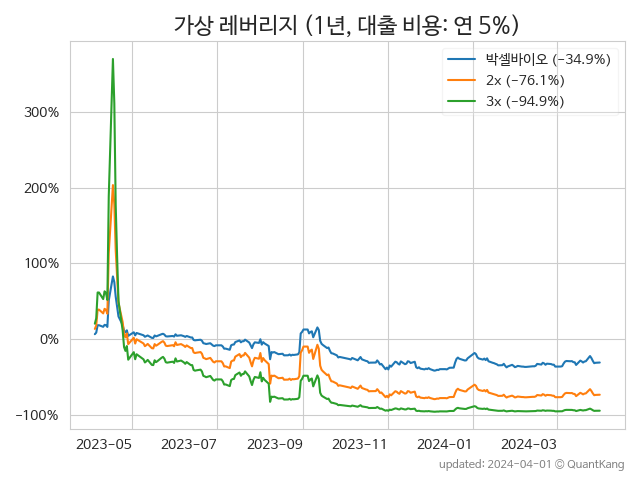 가상 레버리지 (1년, 대출 비용: 연 5%)
박셀바이오 (−34.9%)
2x (−76.1%)
3x (−94.9%)
300%
200%
100%
0%
−100%
2023−05
2023−07
2023−09
2023−11
2024−01
2024−03
updated: 2024-04-01 © QuantKang